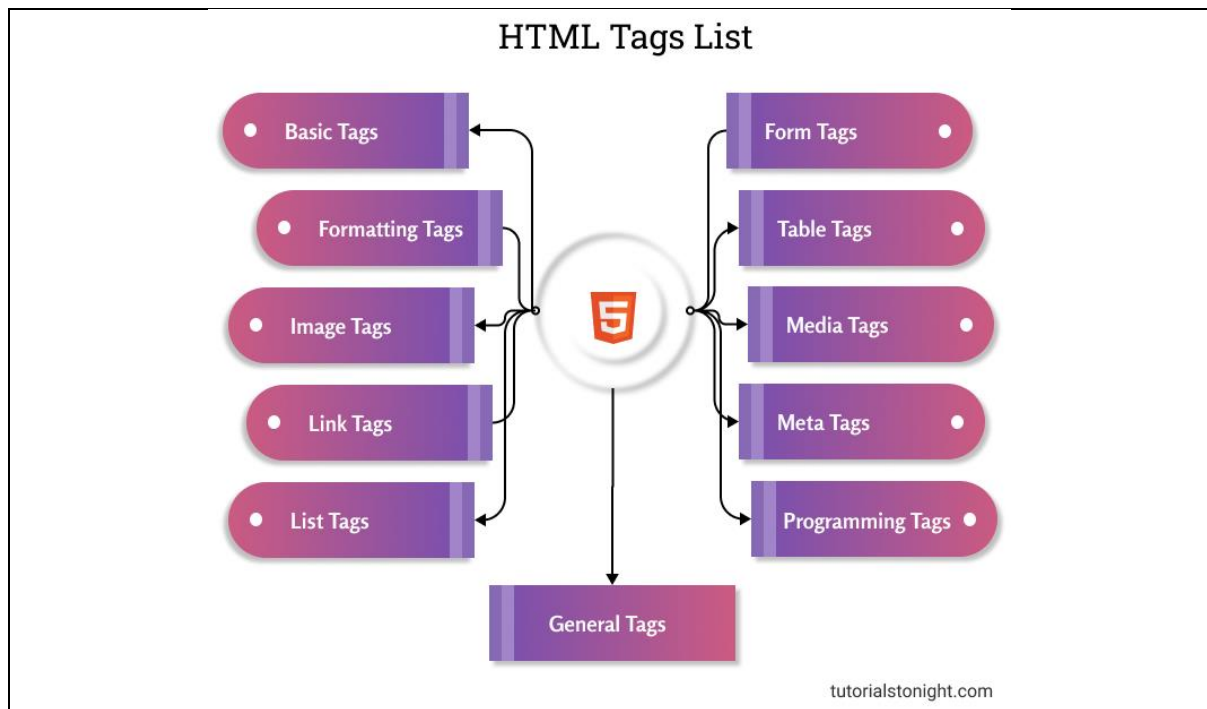 HTML Tags List
Basic Tags
Formatting Tags
Image Tags
Link Tags
List Tags
5
Form Tags
Table Tags
Media Tags
Meta Tags
Programming Tags
General Tags
tutorialstonight.com